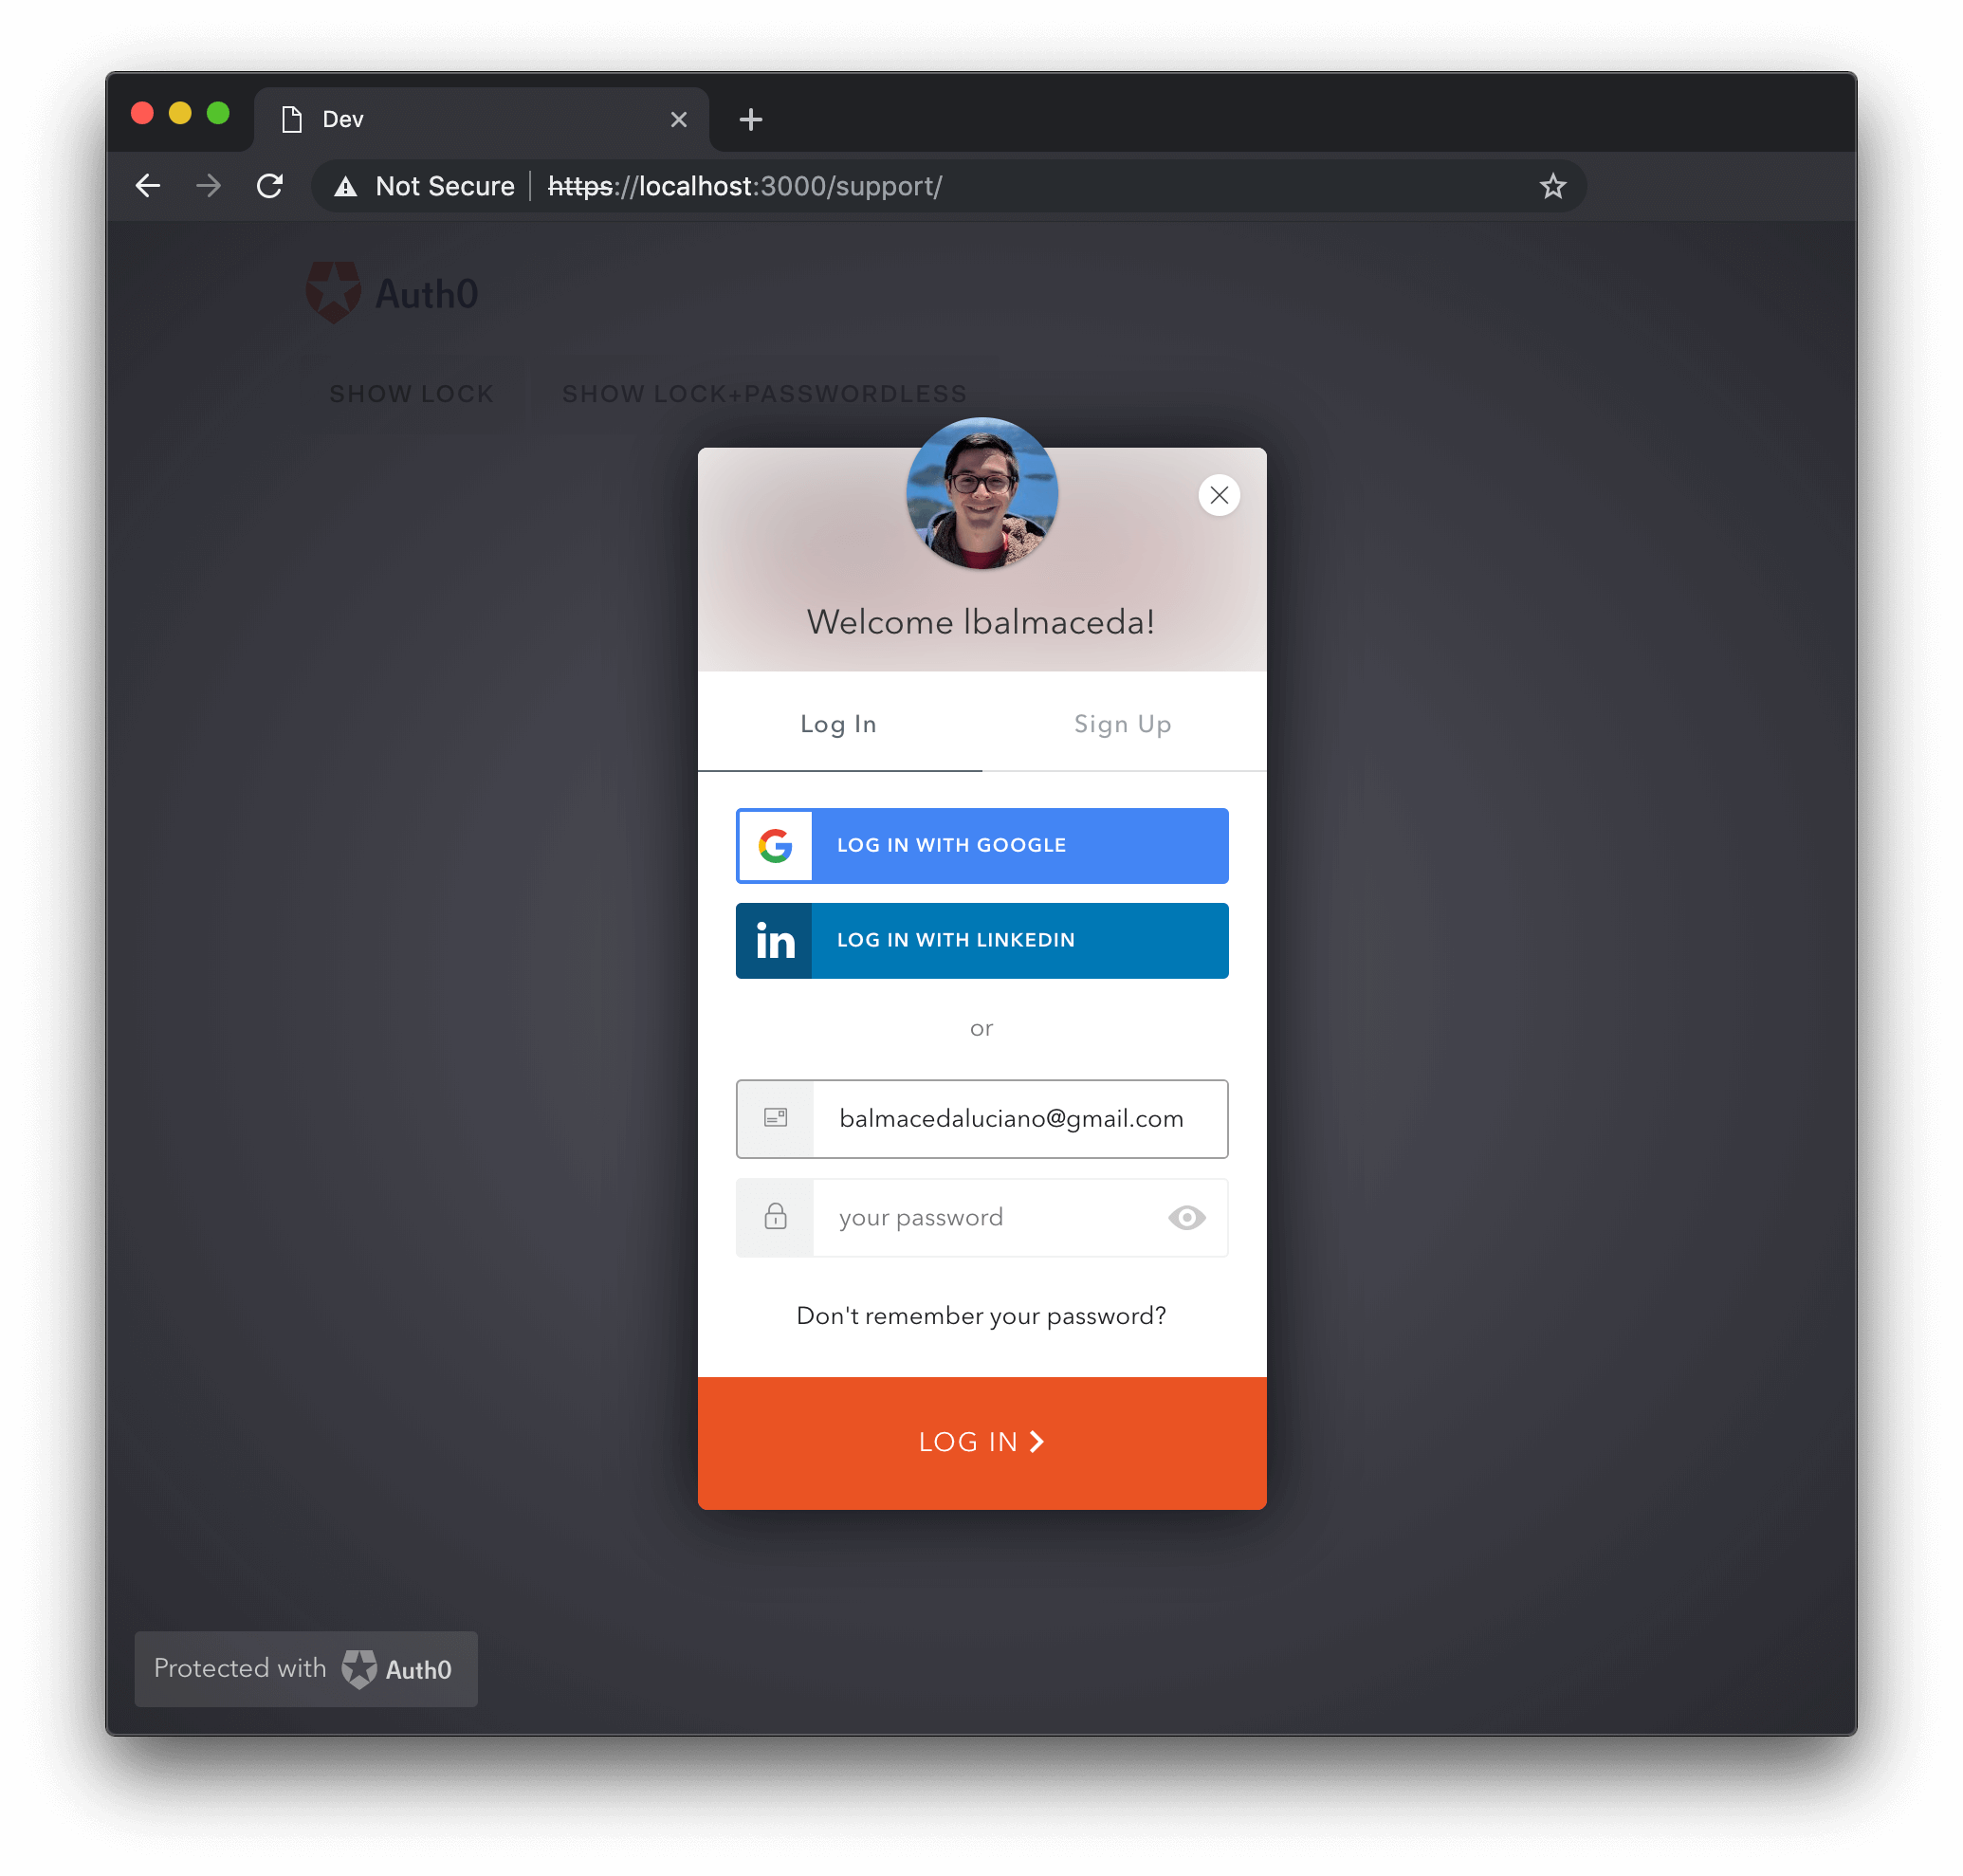 Dev
Not Secure | https://localhost:3000/support/
Auth0
SHOW LOCK SHOW LOCK+PASSWORDLESS
Welcome lbalmaceda!
Log In Sign Up
LOG IN WITH GOOGLE
in LOG IN WITH LINKEDIN
or
balmacedaluciano@gmail.com
your password
Don't remember your password?
LOG IN
Protected with Auth0